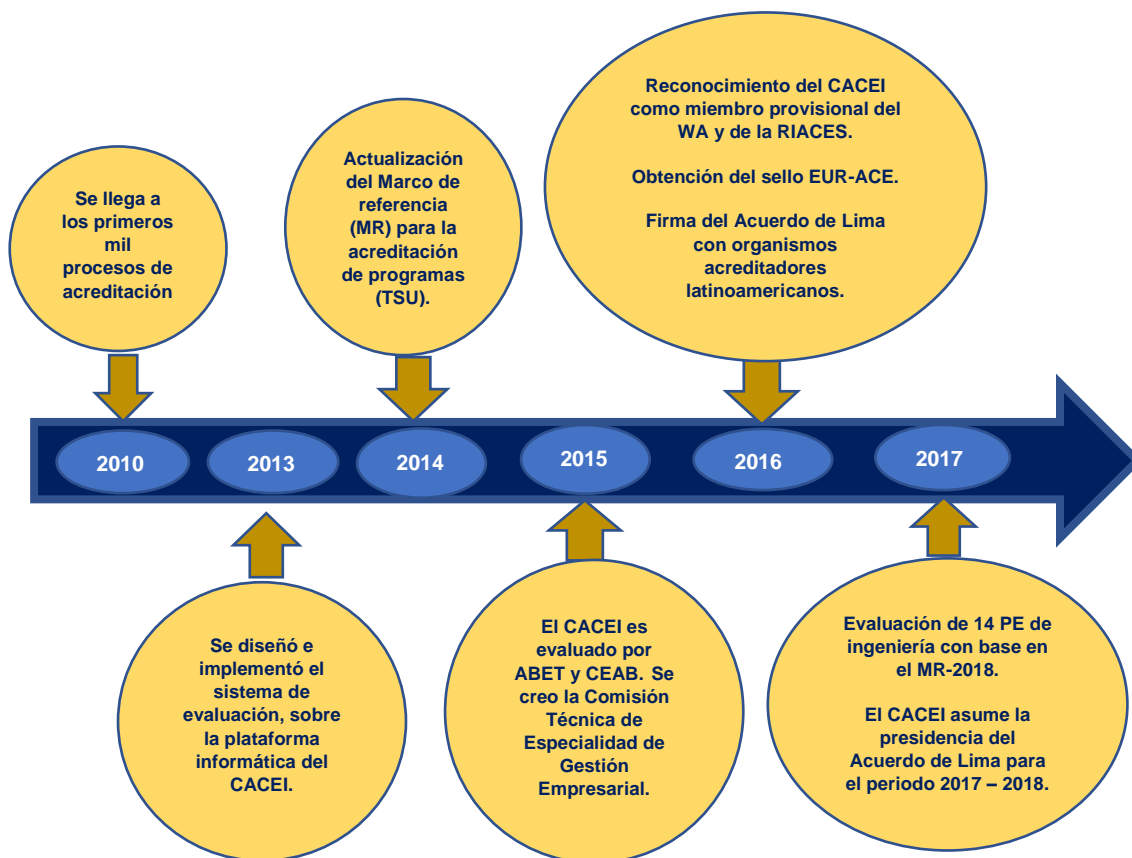 Se llega a
los primeros
mil
procesos de
acreditación
Actualización
del Marco de
referencia
(MR) para la
acreditación
de programas
(TSU).
Reconocimiento del CACEI
como miembro provisional del
WA y de la RIACES.
Obtención del sello EUR-ACE.
Firma del Acuerdo de Lima
con organismos
acreditadores
latinoamericanos.
2010
2013
2014
2015
2016
2017
Se diseñó e
implementó el
sistema de
evaluación, sobre
la plataforma
informática del
CACEI.
El CACEI es
evaluado por
ABET y CEAB. Se
creo la Comisión
Técnica de
Especialidad de
Gestión
Empresarial.
Evaluación de 14 PE de
ingeniería con base en
el MR-2018.
El CACEI asume la
presidencia del
Acuerdo de Lima para
el periodo 2017 – 2018.